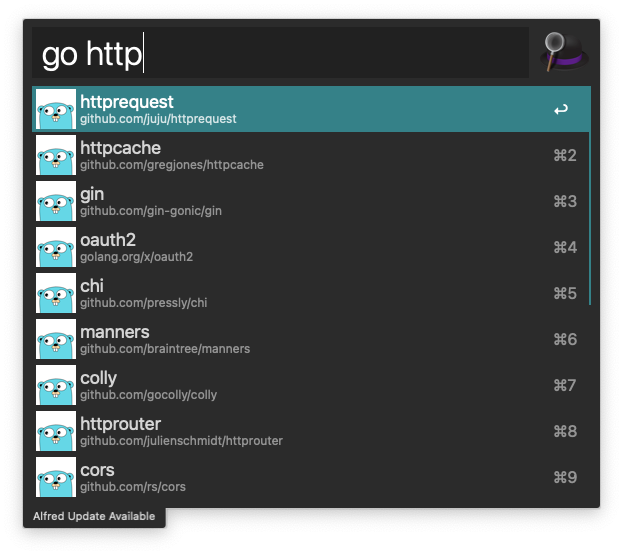 go http
httprequest
github.com/juju/httprequest
↩
httpcache
github.com/gregjones/httpcache
⌘2
gin
github.com/gin-gonic/gin
⌘3
oauth2
golang.org/x/oauth2
⌘4
chi
github.com/pressly/chi
⌘5
manners
github.com/braintree/manners
⌘6
colly
github.com/gocolly/colly
⌘7
httprouter
github.com/julienschmidt/httprouter
⌘8
cors
github.com/rs/cors
⌘9
Alfred Update Available